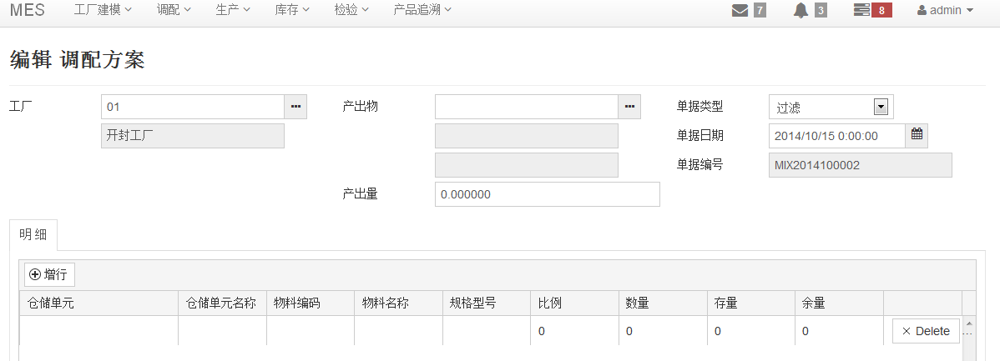 MES 工厂建模 调配 生产 库存 检验 产品追溯 7 3 8 admin
编辑 调配方案
工厂 01 ... 产出物 ... 单据类型 过滤
开封工厂 单据日期 2014/10/15 0:00:00
单据编号 MIX2014100002
产出量 0.000000
明 细
增行
仓储单元 仓储单元名称 物料编码 物料名称 规格型号 比例 数量 存量 余量
0 0 0 0 × Delete ...